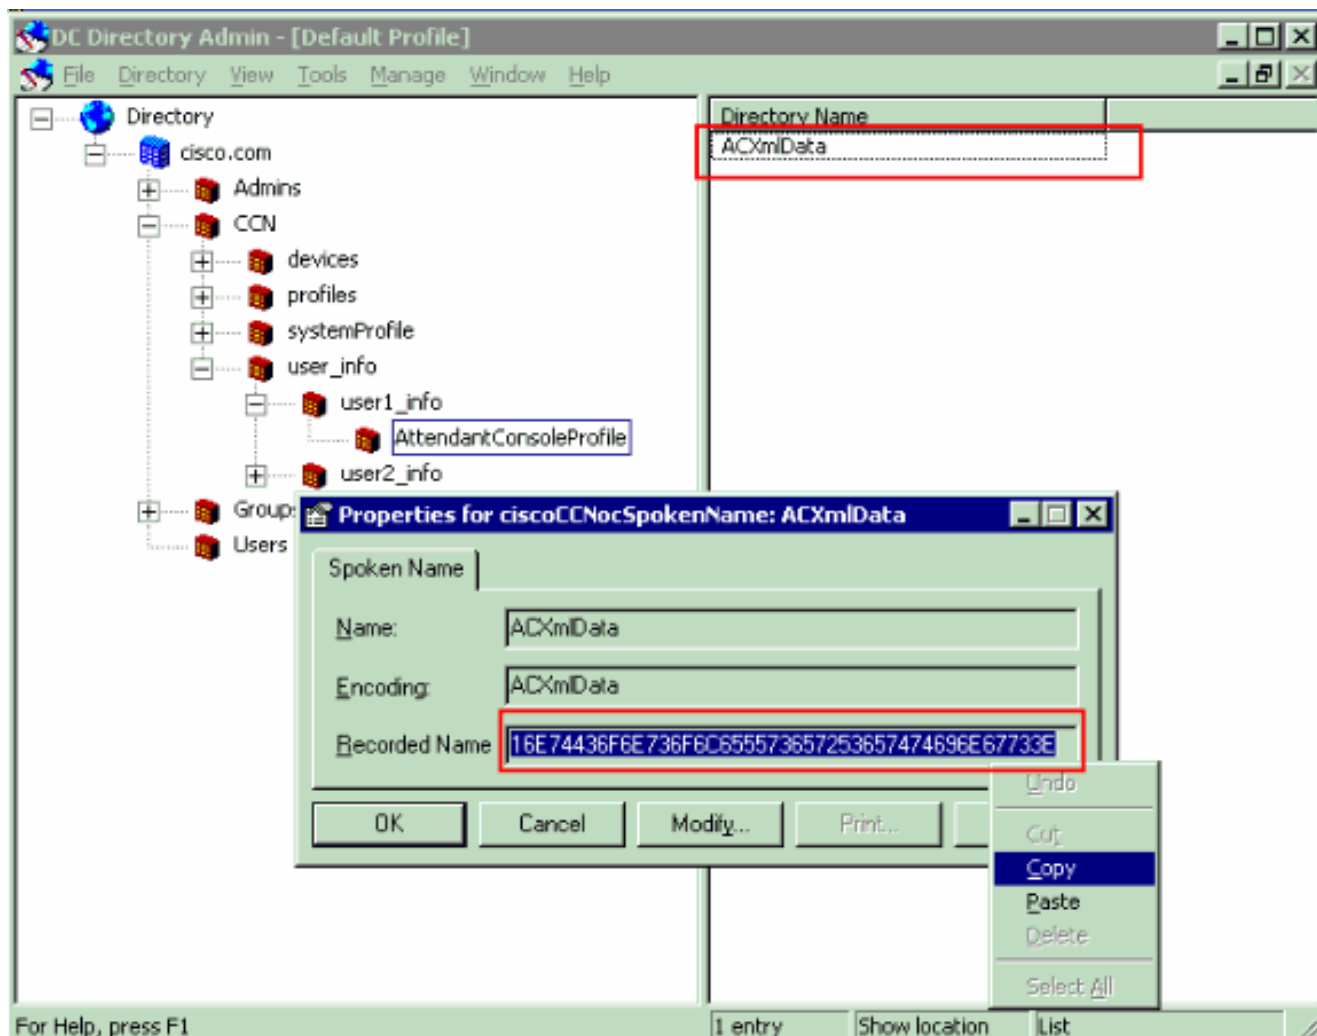 DC Directory Admin - [Default Profile]
File Directory View Tools Manage Window Help
Directory
cisco.com
Admins
CCN
devices
profiles
systemProfile
user_info
user1_info
AttendantConsoleProfile
user2_info
Groups
Users
Directory Name
ACXmlData
Properties for ciscoCCNocSpokenName: ACXmlData
Spoken Name
Name: ACXmlData
Encoding: ACXmlData
Recorded Name 16E74436F6E736F6C655573657253657474696E67733E
OK Cancel Modify... Print...
Undo
Cut
Copy
Paste
Delete
Select All
For Help, press F1 1 entry Show location List